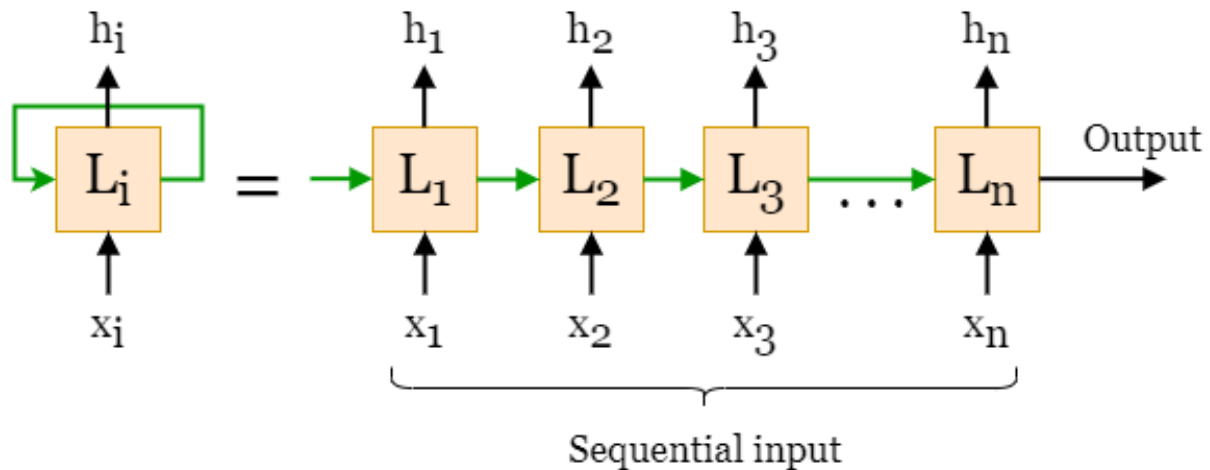 hᵢ h₁ h₂ h₃ hₙ
Output
Lᵢ = L₁ L₂ L₃ ... Lₙ
xᵢ x₁ x₂ x₃ xₙ
Sequential input